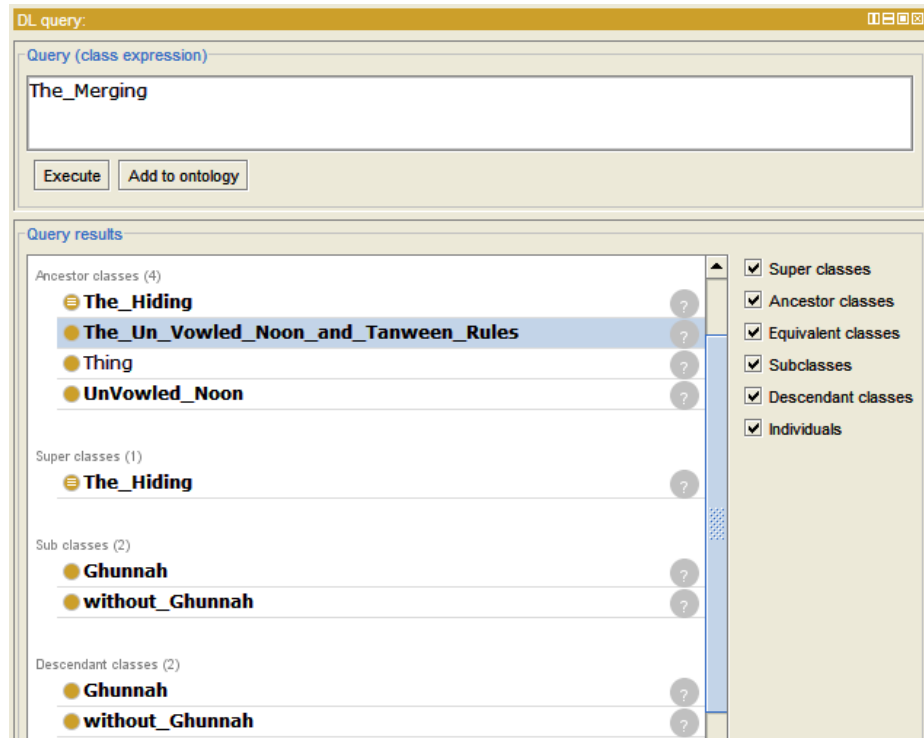 DL query:
Query (class expression)
The_Merging
Execute Add to ontology
Query results
Ancestor classes (4)
The_Hiding ?
The_Un_Vowled_Noon_and_Tanween_Rules ?
Thing ?
UnVowled_Noon ?
Super classes (1)
The_Hiding ?
Sub classes (2)
Ghunnah ?
without_Ghunnah ?
Descendant classes (2)
Ghunnah ?
without_Ghunnah ?
Super classes
Ancestor classes
Equivalent classes
Subclasses
Descendant classes
Individuals